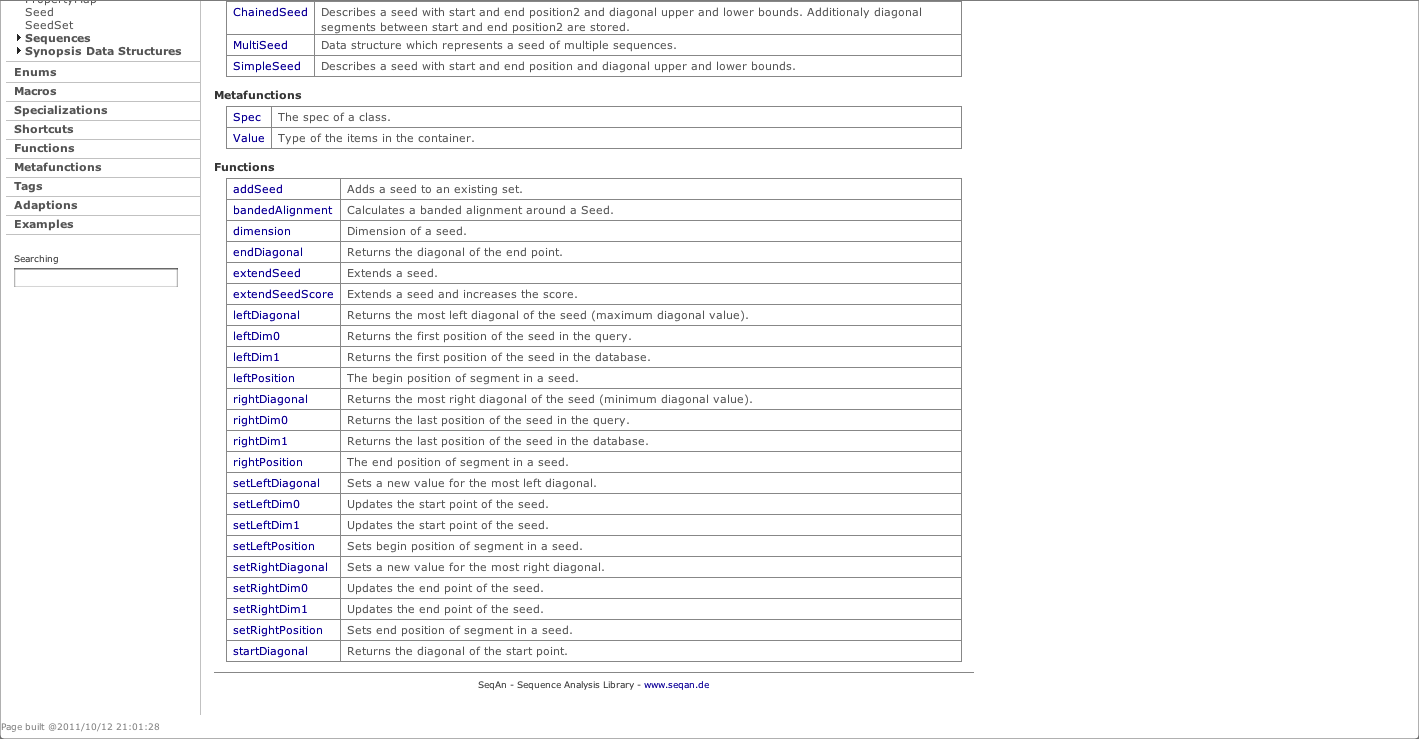 PropertyMap
Seed
SeedSet
Sequences
Synopsis Data Structures
Enums
Macros
Specializations
Shortcuts
Functions
Metafunctions
Tags
Adaptions
Examples
Searching
ChainedSeed Describes a seed with start and end position2 and diagonal upper and lower bounds. Additionaly diagonal
segments between start and end position2 are stored.
MultiSeed Data structure which represents a seed of multiple sequences.
SimpleSeed Describes a seed with start and end position and diagonal upper and lower bounds.
Metafunctions
Spec The spec of a class.
Value Type of the items in the container.
Functions
addSeed Adds a seed to an existing set.
bandedAlignment Calculates a banded alignment around a Seed.
dimension Dimension of a seed.
endDiagonal Returns the diagonal of the end point.
extendSeed Extends a seed.
extendSeedScore Extends a seed and increases the score.
leftDiagonal Returns the most left diagonal of the seed (maximum diagonal value).
leftDim0 Returns the first position of the seed in the query.
leftDim1 Returns the first position of the seed in the database.
leftPosition The begin position of segment in a seed.
rightDiagonal Returns the most right diagonal of the seed (minimum diagonal value).
rightDim0 Returns the last position of the seed in the query.
rightDim1 Returns the last position of the seed in the database.
rightPosition The end position of segment in a seed.
setLeftDiagonal Sets a new value for the most left diagonal.
setLeftDim0 Updates the start point of the seed.
setLeftDim1 Updates the start point of the seed.
setLeftPosition Sets begin position of segment in a seed.
setRightDiagonal Sets a new value for the most right diagonal.
setRightDim0 Updates the end point of the seed.
setRightDim1 Updates the end point of the seed.
setRightPosition Sets end position of segment in a seed.
startDiagonal Returns the diagonal of the start point.
SeqAn - Sequence Analysis Library - www.seqan.de
Page built @2011/10/12 21:01:28